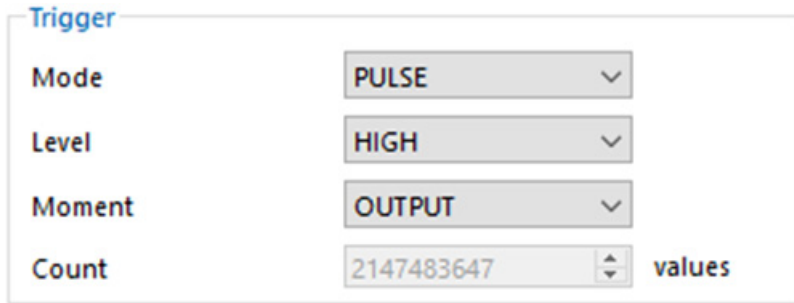 Trigger
Mode PULSE
Level HIGH
Moment OUTPUT
Count 2147483647 values